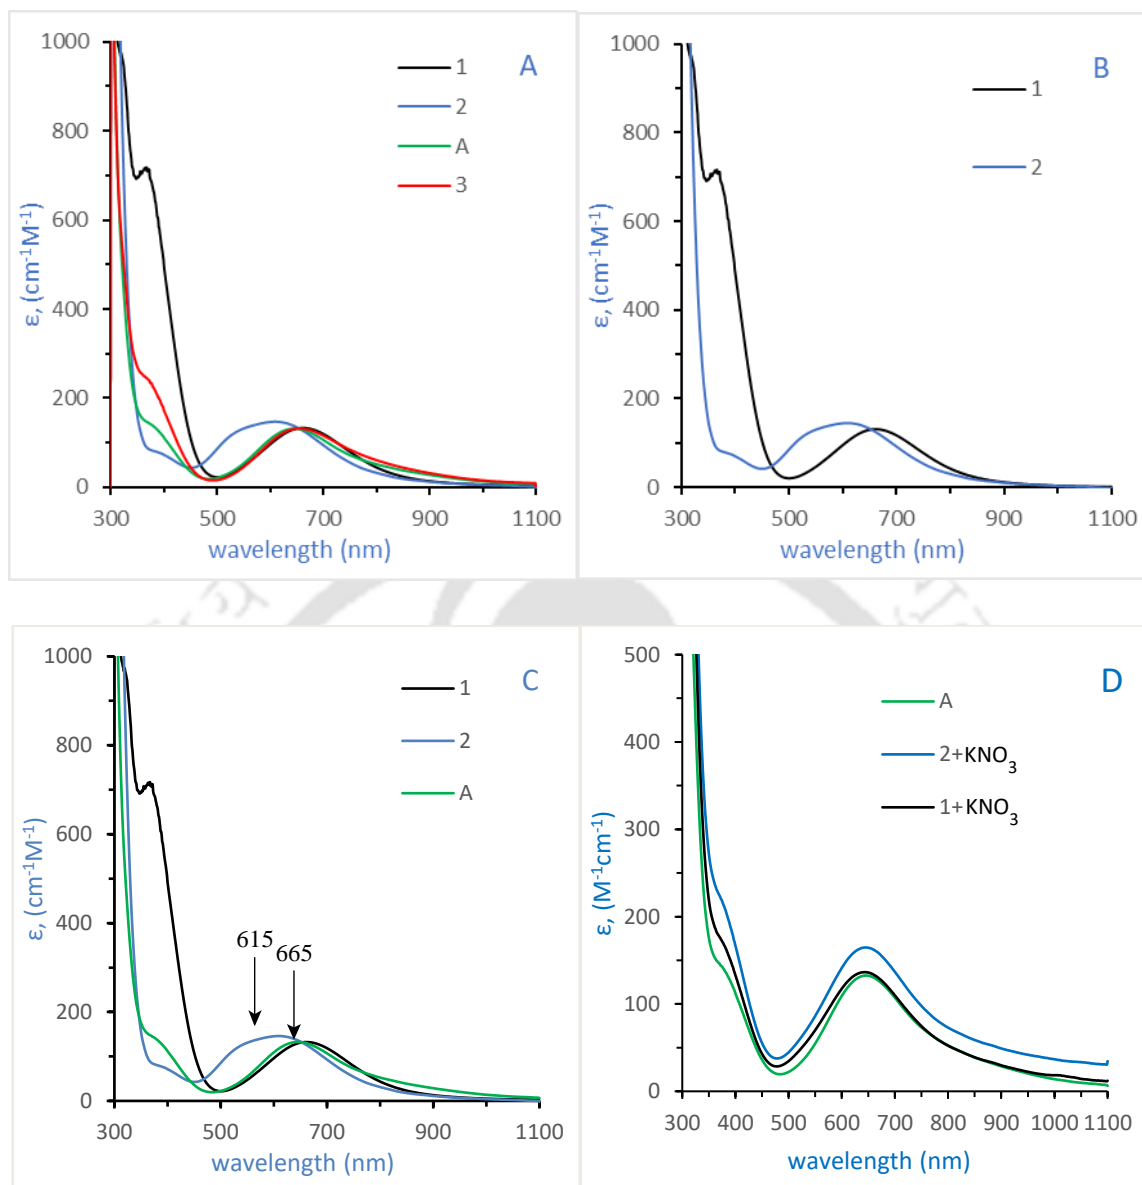 A
1
2
A
3
1000
800
600
400
200
0
300 500 700 900 1100
ε, (cm-1M-1)
wavelength (nm)
B
1
2
1000
800
600
400
200
0
300 500 700 900 1100
ε, (cm-1M-1)
wavelength (nm)
C
1
2
A
615
665
1000
800
600
400
200
0
300 500 700 900 1100
ε, (cm-1M-1)
wavelength (nm)
D
A
2+KNO3
1+KNO3
500
400
300
200
100
0
300 400 500 600 700 800 900 1000 1100
ε, (M-1cm-1)
wavelength (nm)